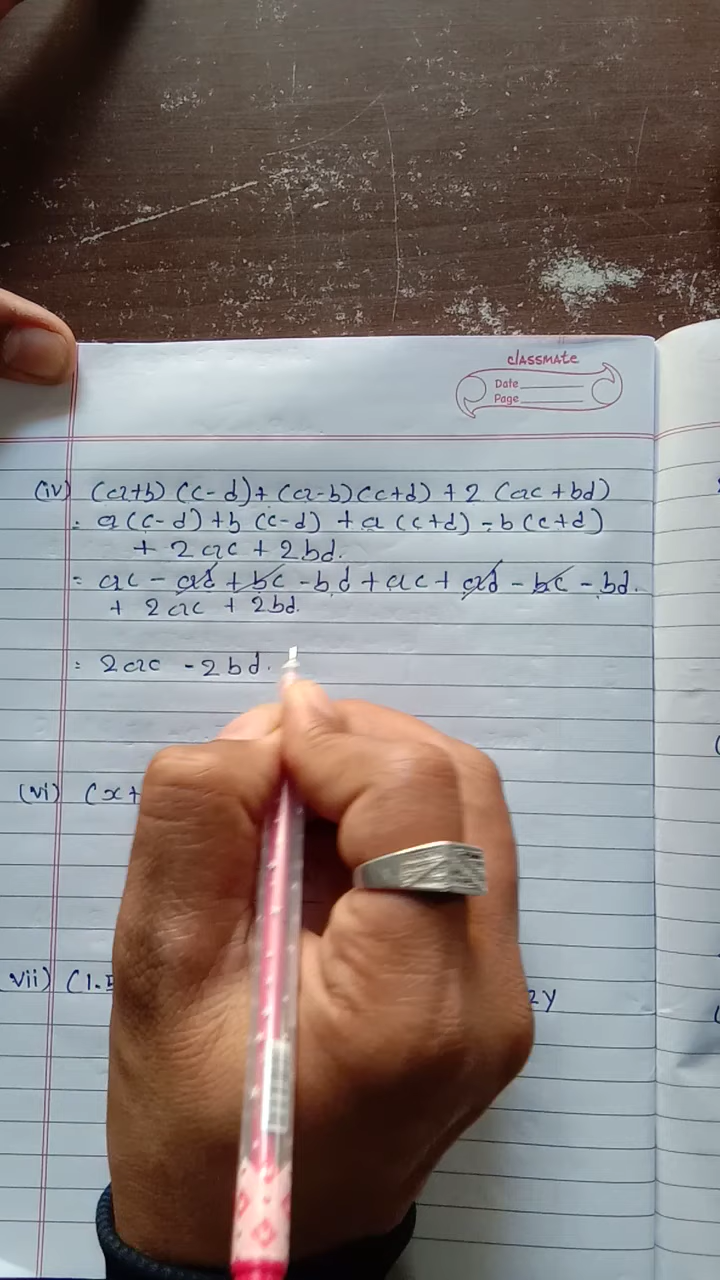 classmate
Date
Page
(iv) (a+b) (c-d) + (a-b) (c+d) + 2 (ac + bd)
= a(c-d) + b (c-d) + a (c+d) - b (c+d)
+ 2ac + 2bd.
= ac - ad + bc - bd + ac + ad - bc - bd.
+ 2ac + 2bd.
= 2ac - 2bd.
(vi) (x+
vii) (1.5
2y